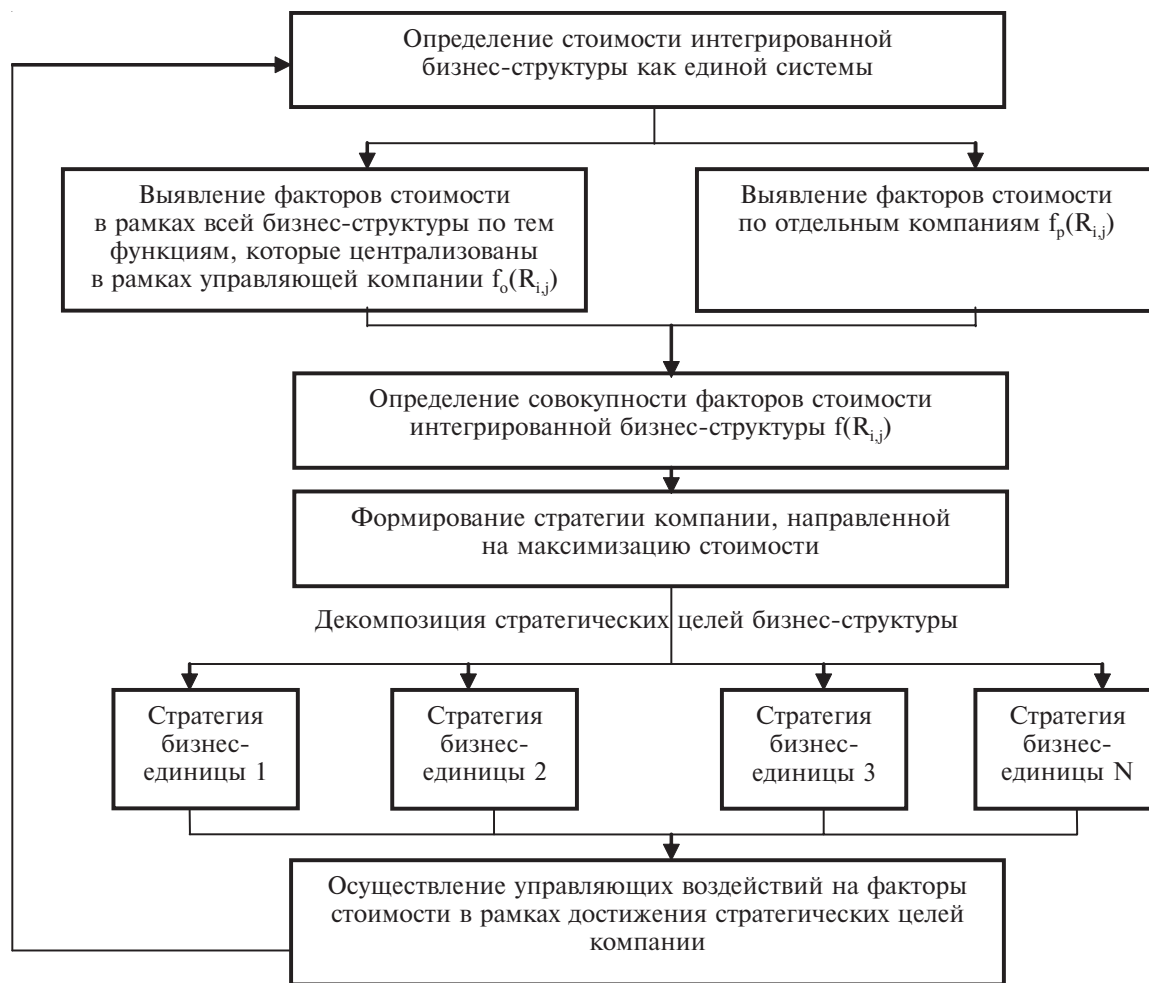 Определение стоимости интегрированной
бизнес-структуры как единой системы
Выявление факторов стоимости
в рамках всей бизнес-структуры по тем
функциям, которые централизованы
в рамках управляющей компании f₀(Rᵢ,ⱼ)
Выявление факторов стоимости
по отдельным компаниям fₚ(Rᵢ,ⱼ)
Определение совокупности факторов стоимости
интегрированной бизнес-структуры f(Rᵢ,ⱼ)
Формирование стратегии компании, направленной
на максимизацию стоимости
Декомпозиция стратегических целей бизнес-структуры
Стратегия
бизнес-
единицы 1
Стратегия
бизнес-
единицы 2
Стратегия
бизнес-
единицы 3
Стратегия
бизнес-
единицы N
Осуществление управляющих воздействий на факторы
стоимости в рамках достижения стратегических целей
компании